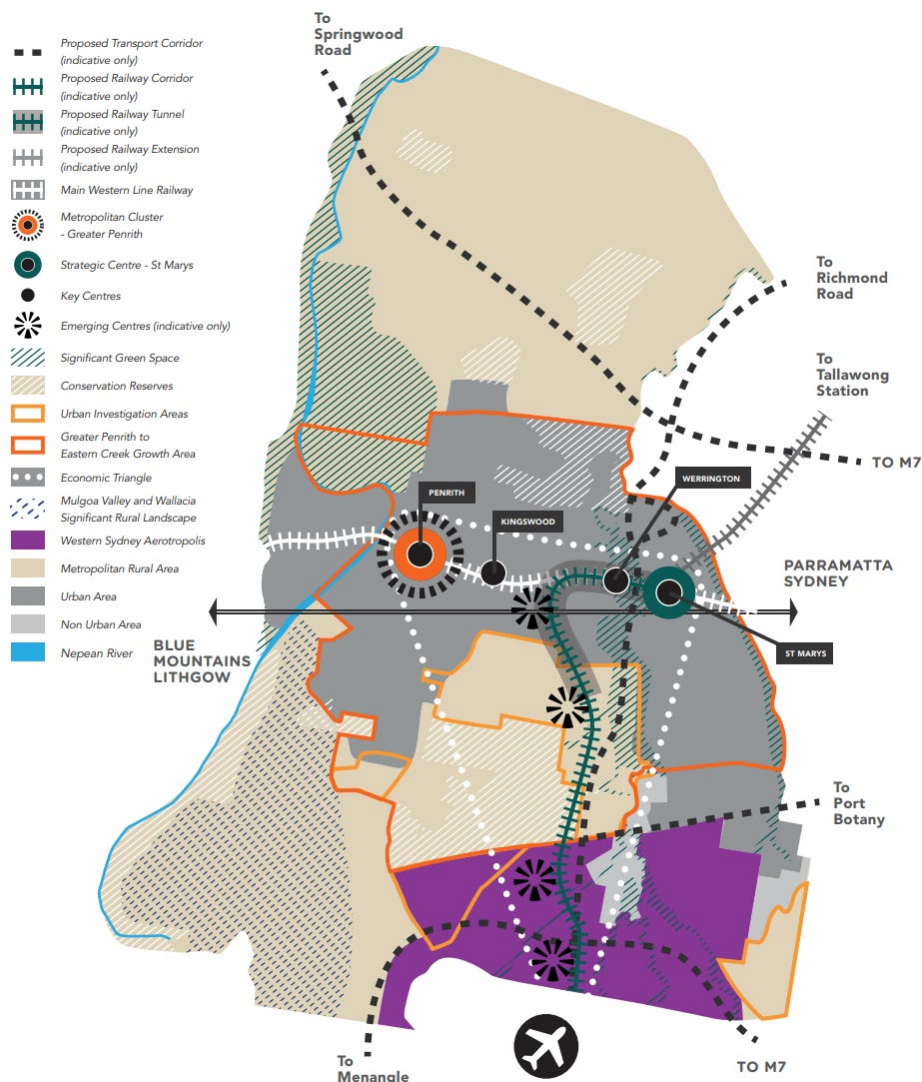 Proposed Transport Corridor
(indicative only)
Proposed Railway Corridor
(indicative only)
Proposed Railway Tunnel
(indicative only)
Proposed Railway Extension
(indicative only)
Main Western Line Railway
Metropolitan Cluster
- Greater Penrith
Strategic Centre - St Marys
Key Centres
Emerging Centres (indicative only)
Significant Green Space
Conservation Reserves
Urban Investigation Areas
Greater Penrith to
Eastern Creek Growth Area
Economic Triangle
Mulgoa Valley and Wallacia
Significant Rural Landscape
Western Sydney Aerotropolis
Metropolitan Rural Area
Urban Area
Non Urban Area
Nepean River
To
Springwood
Road
To
Richmond
Road
To
Tallawong
Station
TO M7
WERRINGTON
PENRITH
KINGSWOOD
PARRAMATTA
SYDNEY
ST MARYS
BLUE
MOUNTAINS
LITHGOW
To
Port
Botany
To
Menangle
TO M7